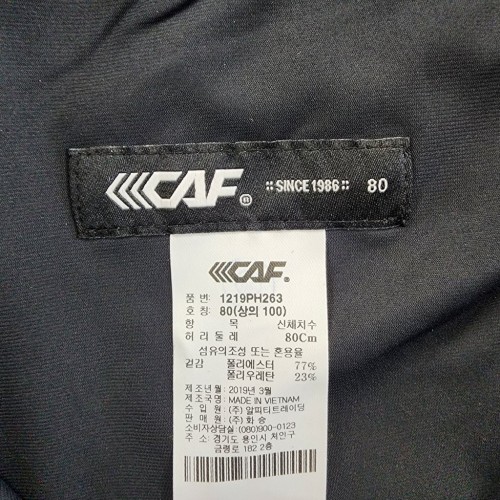 CAF® :: SINCE 1986 :: 80
CAF®
품 번: 1219PH263
호 칭: 80(상의 100)
항 목 신체치수
허 리 둘 레 80Cm
섬유의조성 또는 혼용율
겉감 폴리에스터 77%
폴리우레탄 23%
제조년월: 2019년 3월
제조국명: MADE IN VIETNAM
수 입 원: (주) 알피티트레이딩
판 매 원: (주) 화 승
소비자상담실 (080)900-0123
주 소: 경기도 용인시 처인구
금령로 182 2층